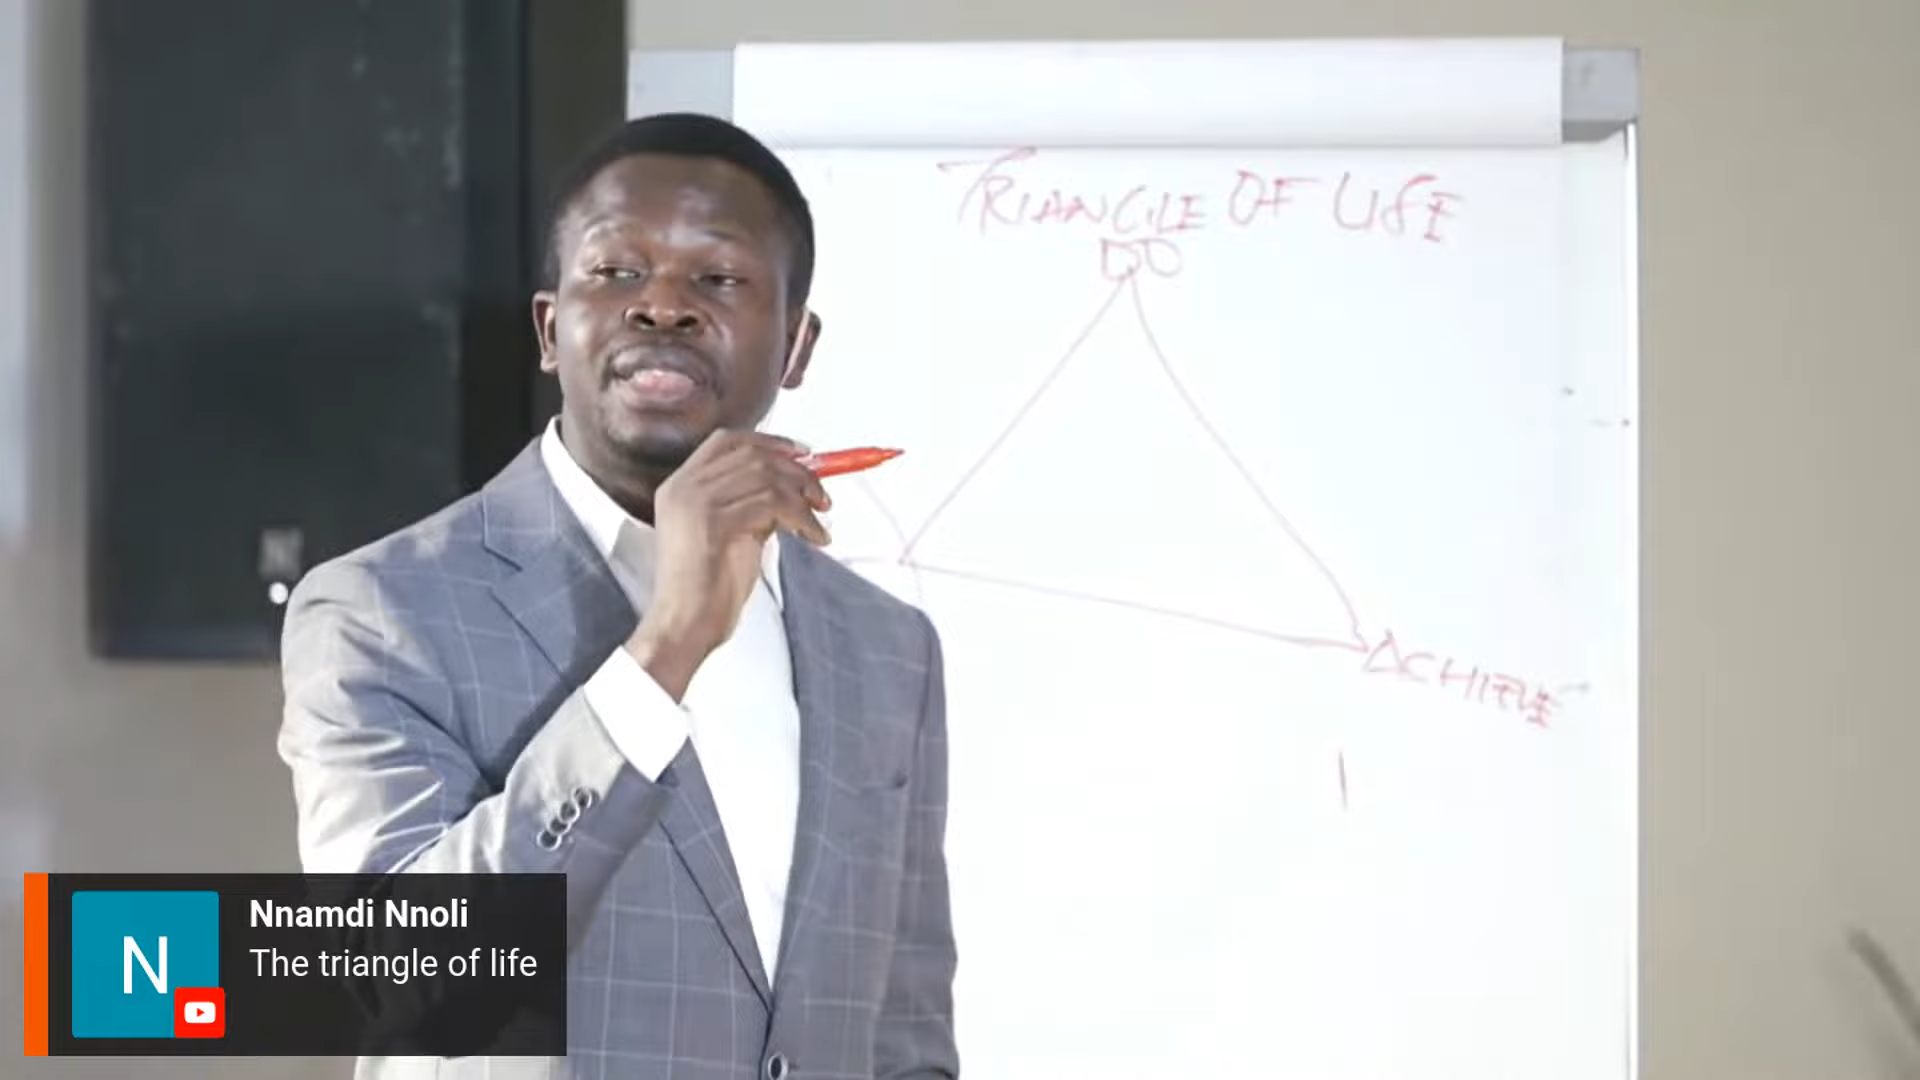 TRIANGLE OF LIFE
DO
ACHIEVE
N
Nnamdi Nnoli
The triangle of life